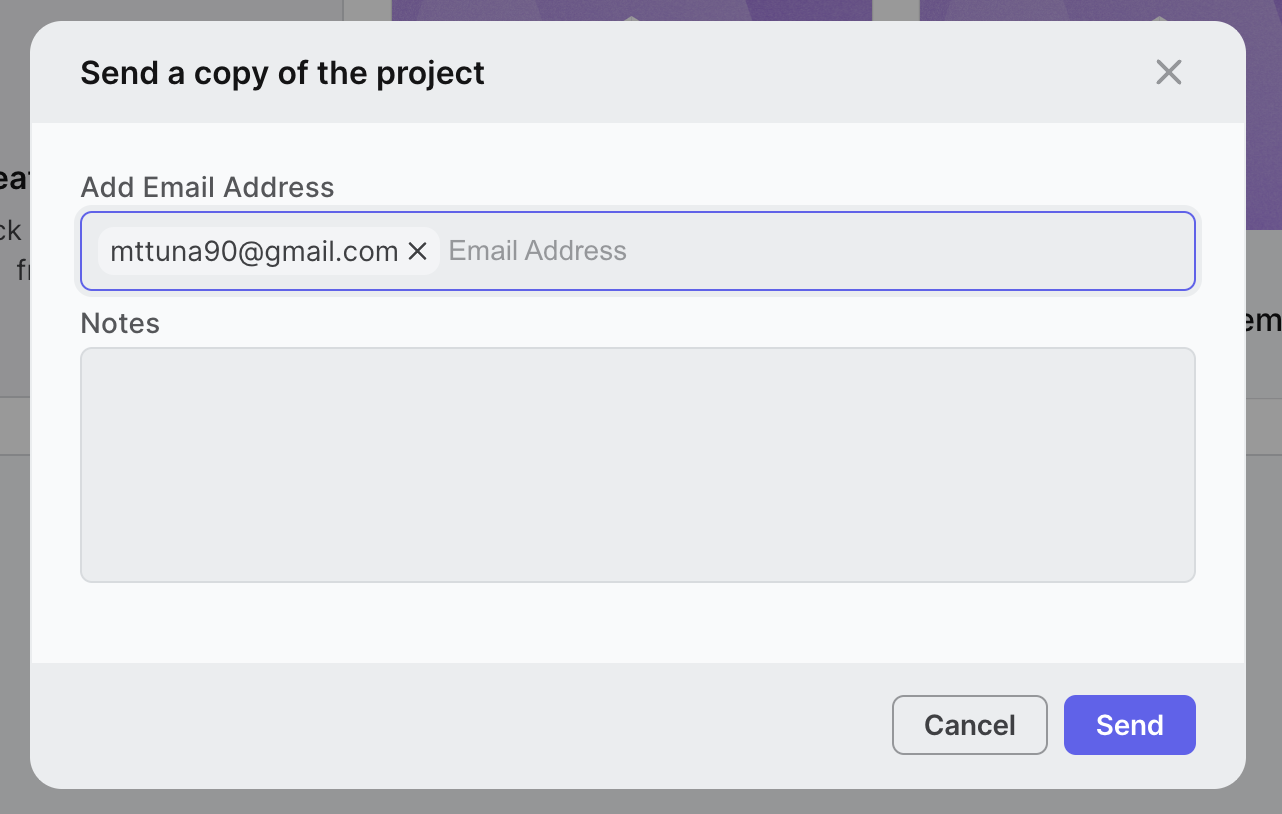 Send a copy of the project
Add Email Address
mttuna90@gmail.com Email Address
Notes
Cancel
Send